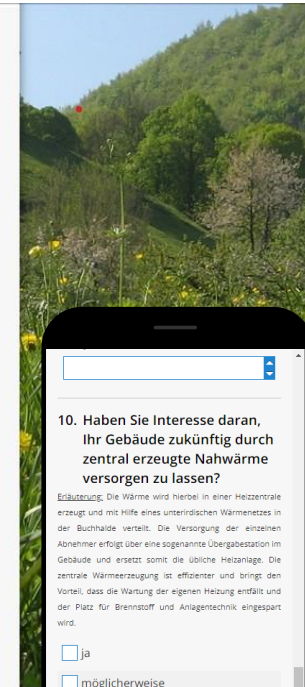 10. Haben Sie Interesse daran,
Ihr Gebäude zukünftig durch
zentral erzeugte Nahwärme
versorgen zu lassen?
Erläuterung: Die Wärme wird hierbei in einer Heizzentrale
erzeugt und mit Hilfe eines unterirdischen Wärmenetzes in
der Buchhalde verteilt. Die Versorgung der einzelnen
Abnehmer erfolgt über eine sogenannte Übergabestation im
Gebäude und ersetzt somit die übliche Heizanlage. Die
zentrale Wärmeerzeugung ist effizienter und bringt den
Vorteil, dass die Wartung der eigenen Heizung entfällt und
der Platz für Brennstoff und Anlagentechnik eingespart
wird.
ja
möglicherweise